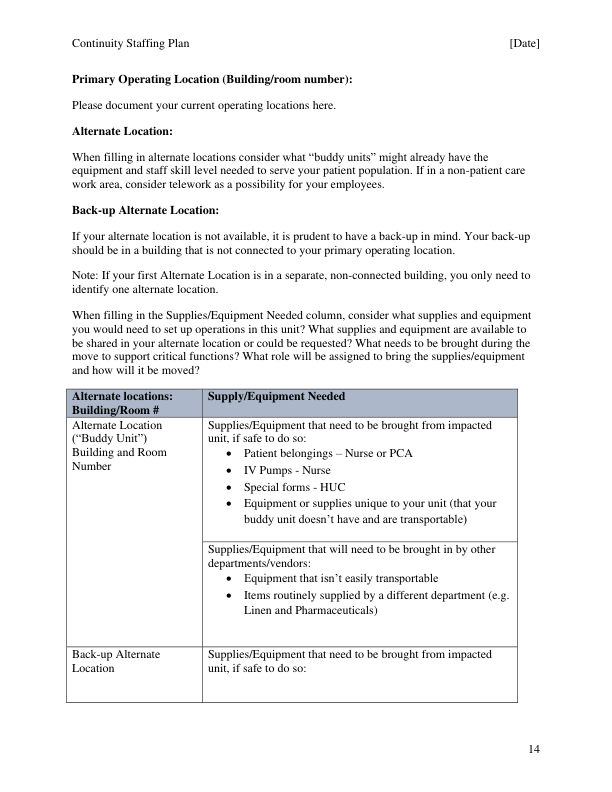 Continuity Staffing Plan [Date]
Primary Operating Location (Building/room number):
Please document your current operating locations here.
Alternate Location:
When filling in alternate locations consider what “buddy units” might already have the
equipment and staff skill level needed to serve your patient population. If in a non-patient care
work area, consider telework as a possibility for your employees.
Back-up Alternate Location:
If your alternate location is not available, it is prudent to have a back-up in mind. Your back-up
should be in a building that is not connected to your primary operating location.
Note: If your first Alternate Location is in a separate, non-connected building, you only need to
identify one alternate location.
When filling in the Supplies/Equipment Needed column, consider what supplies and equipment
you would need to set up operations in this unit? What supplies and equipment are available to
be shared in your alternate location or could be requested? What needs to be brought during the
move to support critical functions? What role will be assigned to bring the supplies/equipment
and how will it be moved?
Alternate locations:
Building/Room #
Supply/Equipment Needed
Alternate Location
(“Buddy Unit”)
Building and Room
Number
Supplies/Equipment that need to be brought from impacted
unit, if safe to do so:
• Patient belongings – Nurse or PCA
• IV Pumps - Nurse
• Special forms - HUC
• Equipment or supplies unique to your unit (that your
buddy unit doesn’t have and are transportable)
Supplies/Equipment that will need to be brought in by other
departments/vendors:
• Equipment that isn’t easily transportable
• Items routinely supplied by a different department (e.g.
Linen and Pharmaceuticals)
Back-up Alternate
Location
Supplies/Equipment that need to be brought from impacted
unit, if safe to do so:
14